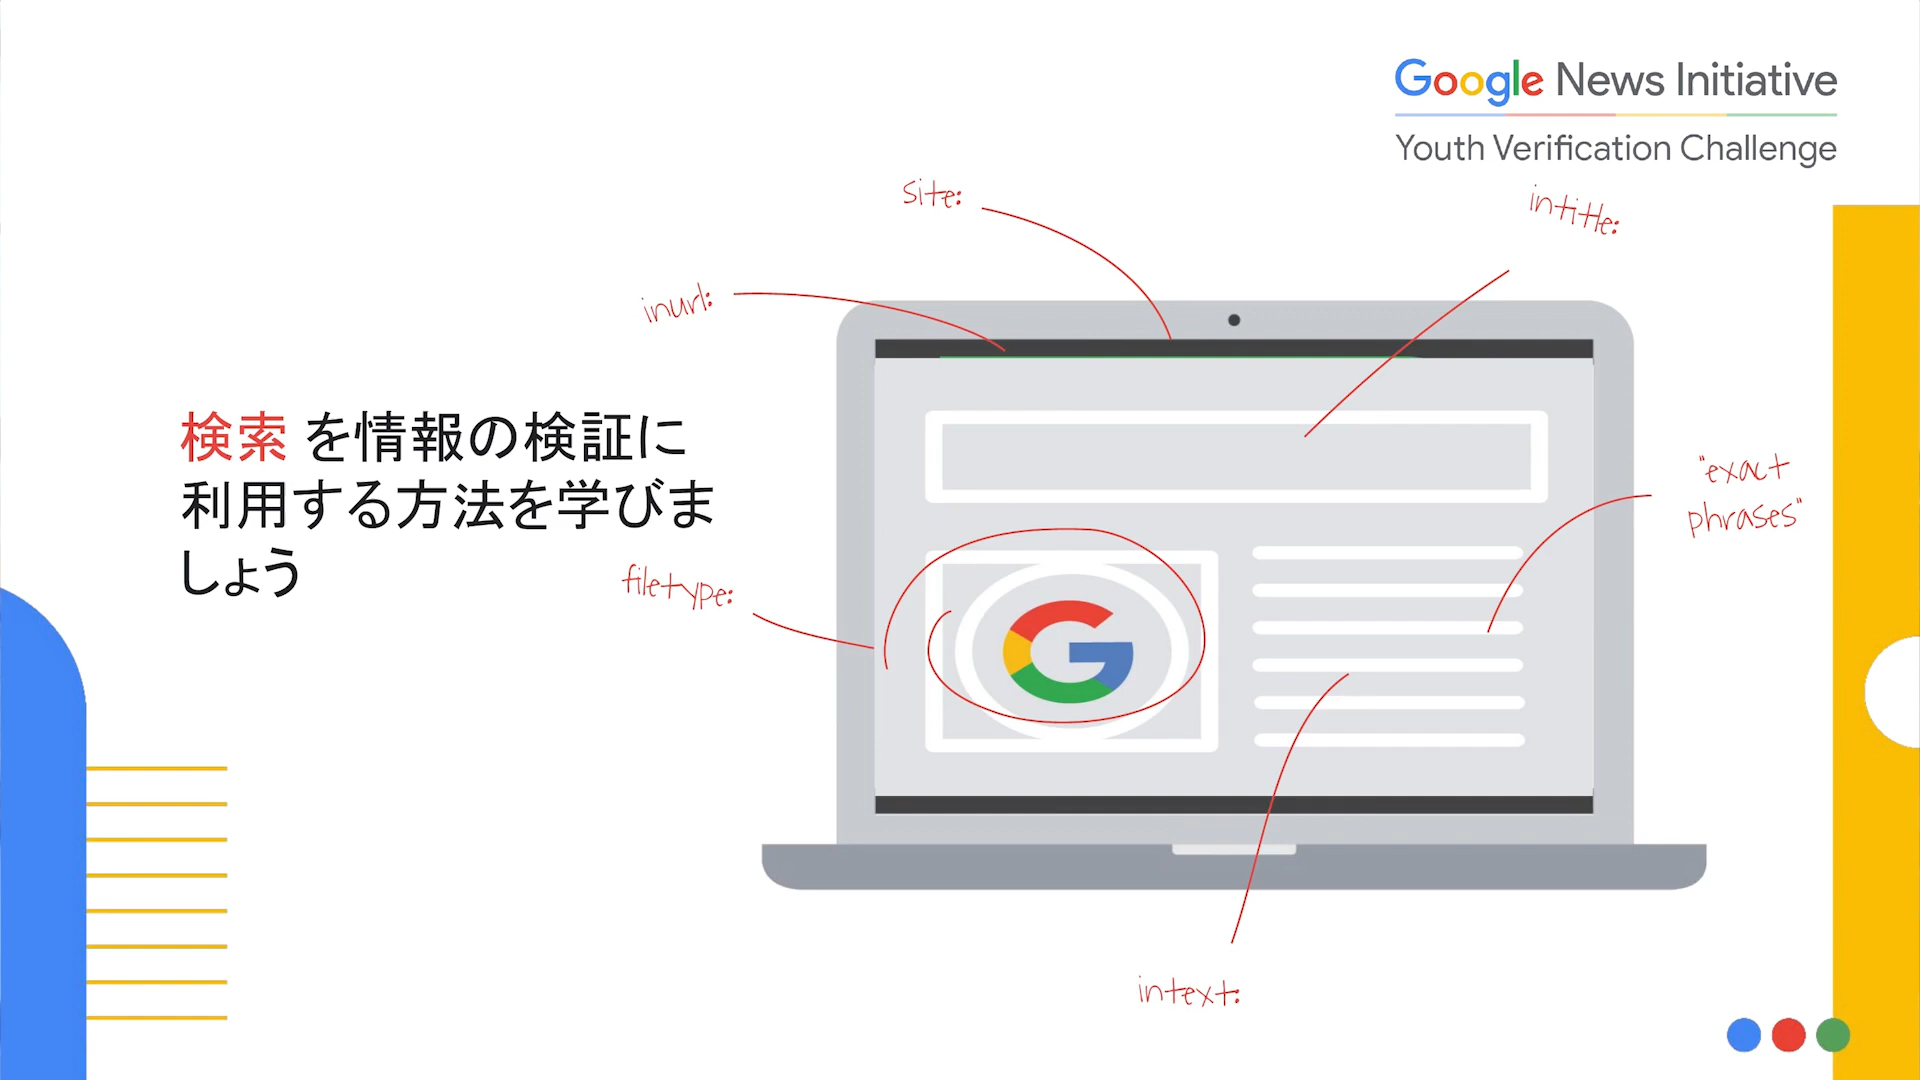 Google News Initiative
Youth Verification Challenge
site:
intitle:
inurl:
検索 を情報の検証に
利用する方法を学びま
しょう
"exact
phrases"
filetype:
intext: